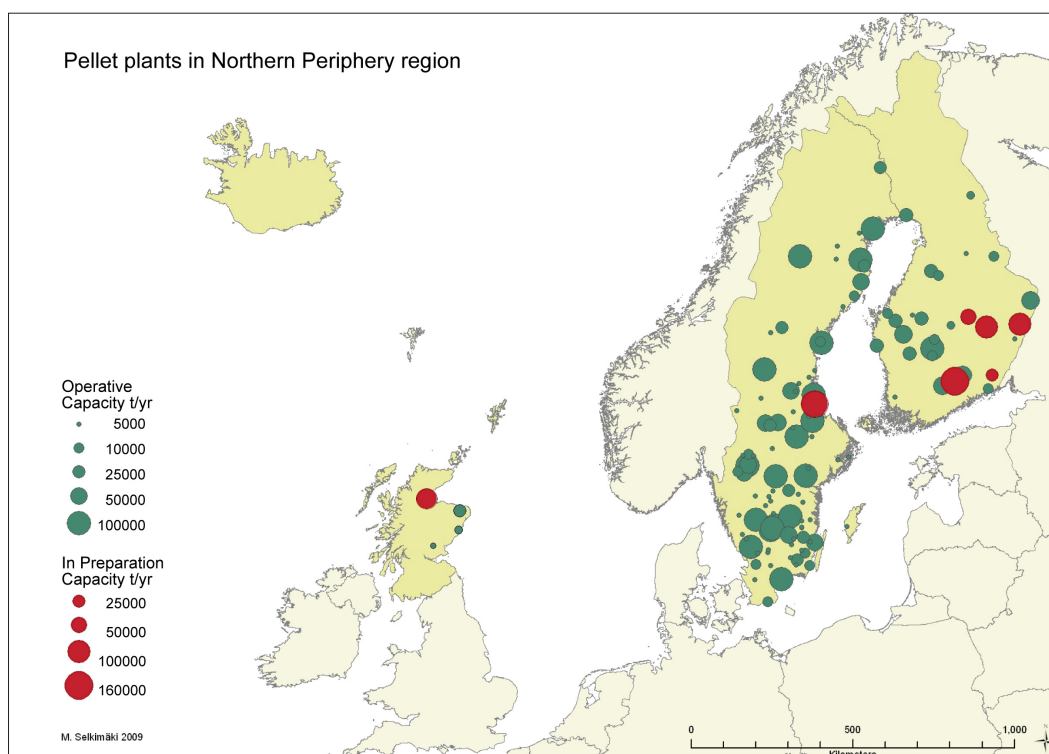 Pellet plants in Northern Periphery region
Operative
Capacity t/yr
5000
10000
25000
50000
100000
In Preparation
Capacity t/yr
25000
50000
100000
160000
M. Selkimäki 2009
0 500 1,000
Kilometers